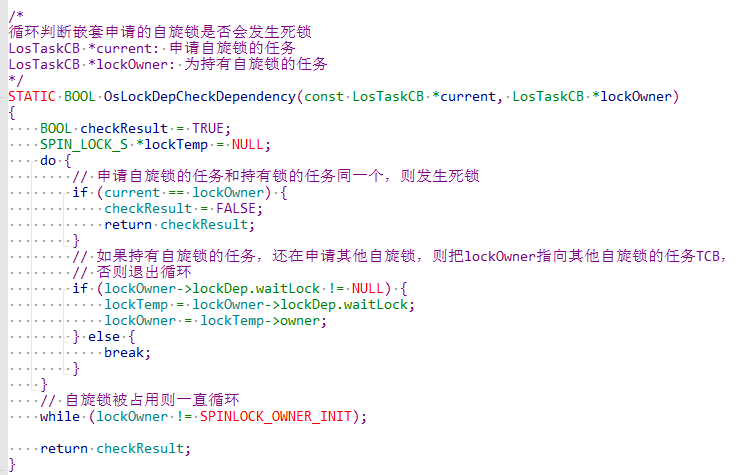 /*
循环判断嵌套申请的自旋锁是否会发生死锁
LosTaskCB *current: 申请自旋锁的任务
LosTaskCB *lockOwner: 为持有自旋锁的任务
*/
STATIC BOOL OsLockDepCheckDependency(const LosTaskCB *current, LosTaskCB *lockOwner)
{
    BOOL checkResult = TRUE;
    SPIN_LOCK_S *lockTemp = NULL;
    do {
        // 申请自旋锁的任务和持有锁的任务同一个，则发生死锁
        if (current == lockOwner) {
            checkResult = FALSE;
            return checkResult;
        }
        // 如果持有自旋锁的任务，还在申请其他自旋锁，则把lockOwner指向其他自旋锁的任务TCB，
        // 否则退出循环
        if (lockOwner->lockDep.waitLock != NULL) {
            lockTemp = lockOwner->lockDep.waitLock;
            lockOwner = lockTemp->owner;
        } else {
            break;
        }
    }
    // 自旋锁被占用则一直循环
    while (lockOwner != SPINLOCK_OWNER_INIT);

    return checkResult;
}